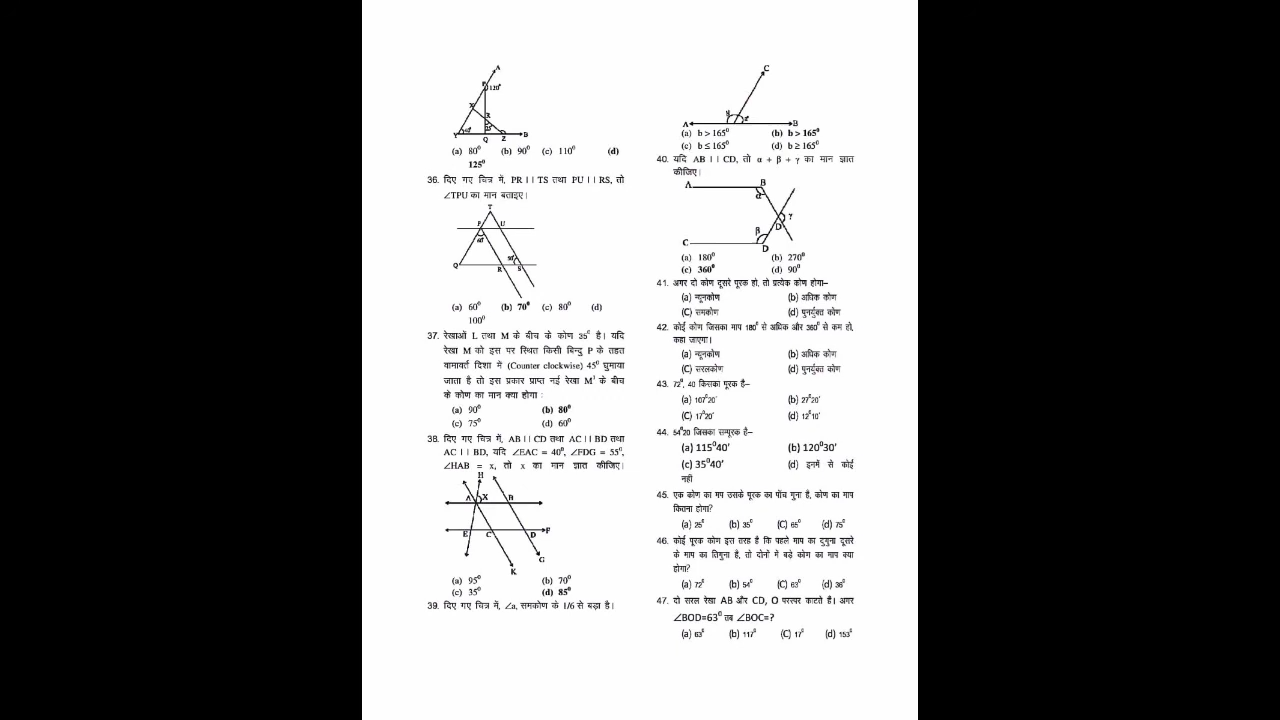 A
P
120°
X
R
Y
Q
Z
B
(a) 80⁰ (b) 90⁰ (c) 110⁰ (d)
125⁰
36. दिए गए चित्र में, PR || TS तथा PU || RS, तो
∠TPU का मान बताइए।
T
P
U
60°
Q
R
S
(a) 60⁰ (b) 70⁰ (c) 80⁰ (d)
100⁰
37. रेखाओं L तथा M के बीच के कोण 35⁰ है। यदि
रेखा M को इस पर स्थित किसी बिन्दु P के तहत
वामावर्त दिशा में (Counter clockwise) 45⁰ घुमाया
जाता है तो इस प्रकार प्राप्त नई रेखा M¹ के बीच
के कोण का मान क्या होगा :
(a) 90⁰ (b) 80⁰
(c) 75⁰ (d) 60⁰
38. दिए गए चित्र में, AB || CD तथा AC || BD तथा
AC || BD, यदि ∠EAC = 40⁰, ∠FDG = 55⁰,
∠HAB = x, तो x का मान ज्ञात कीजिए।
H
A X B
E C D F
G
K
(a) 95⁰ (b) 70⁰
(c) 35⁰ (d) 85⁰
39. दिए गए चित्र में, ∠a, समकोण के 1/6 से बड़ा है।
C
A B
(a) b > 165⁰ (b) b > 165⁰
(c) b ≤ 165⁰ (d) b ≥ 165⁰
40. यदि AB || CD, तो α + β + γ का मान ज्ञात
कीजिए।
A B
α
γ
D
β
C D
(a) 180⁰ (b) 270⁰
(c) 360⁰ (d) 90⁰
41. अगर दो कोण दूसरे पूरक हो, तो प्रत्येक कोण होगा–
(a) न्यूनकोण (b) अधिक कोण
(C) समकोण (d) पुनर्युक्त कोण
42. कोई कोण जिसका माप 180⁰ से अधिक और 360⁰ से कम हो,
कहा जाएगा।
(a) न्यूनकोण (b) अधिक कोण
(C) सरलकोण (d) पुनर्युक्त कोण
43. 72⁰, 40 किसका पूरक है–
(a) 107⁰20' (b) 27⁰20'
(C) 17⁰20' (d) 12⁰10'
44. 54⁰20 जिसका सम्पूरक है–
(a) 115⁰40' (b) 120⁰30'
(c) 35⁰40' (d) इनमें से कोई
नही
45. एक कोण का मप उसके पूरक का पाँच गुना है, कोण का माप
कितना होगा?
(a) 25⁰ (b) 35⁰ (C) 65⁰ (d) 75⁰
46. कोई पूरक कोण इस तरह है कि पहले माप का दुगुना दूसरे
के माप का तिगुना है, तो दोनो मे बड़े कोण का माप क्या
होगा?
(a) 72⁰ (b) 54⁰ (C) 63⁰ (d) 36⁰
47. दो सरल रेखा AB और CD, O परस्पर काटते हैं। अगर
∠BOD=63⁰ तब ∠BOC=?
(a) 63⁰ (b) 117⁰ (C) 17⁰ (d) 153⁰